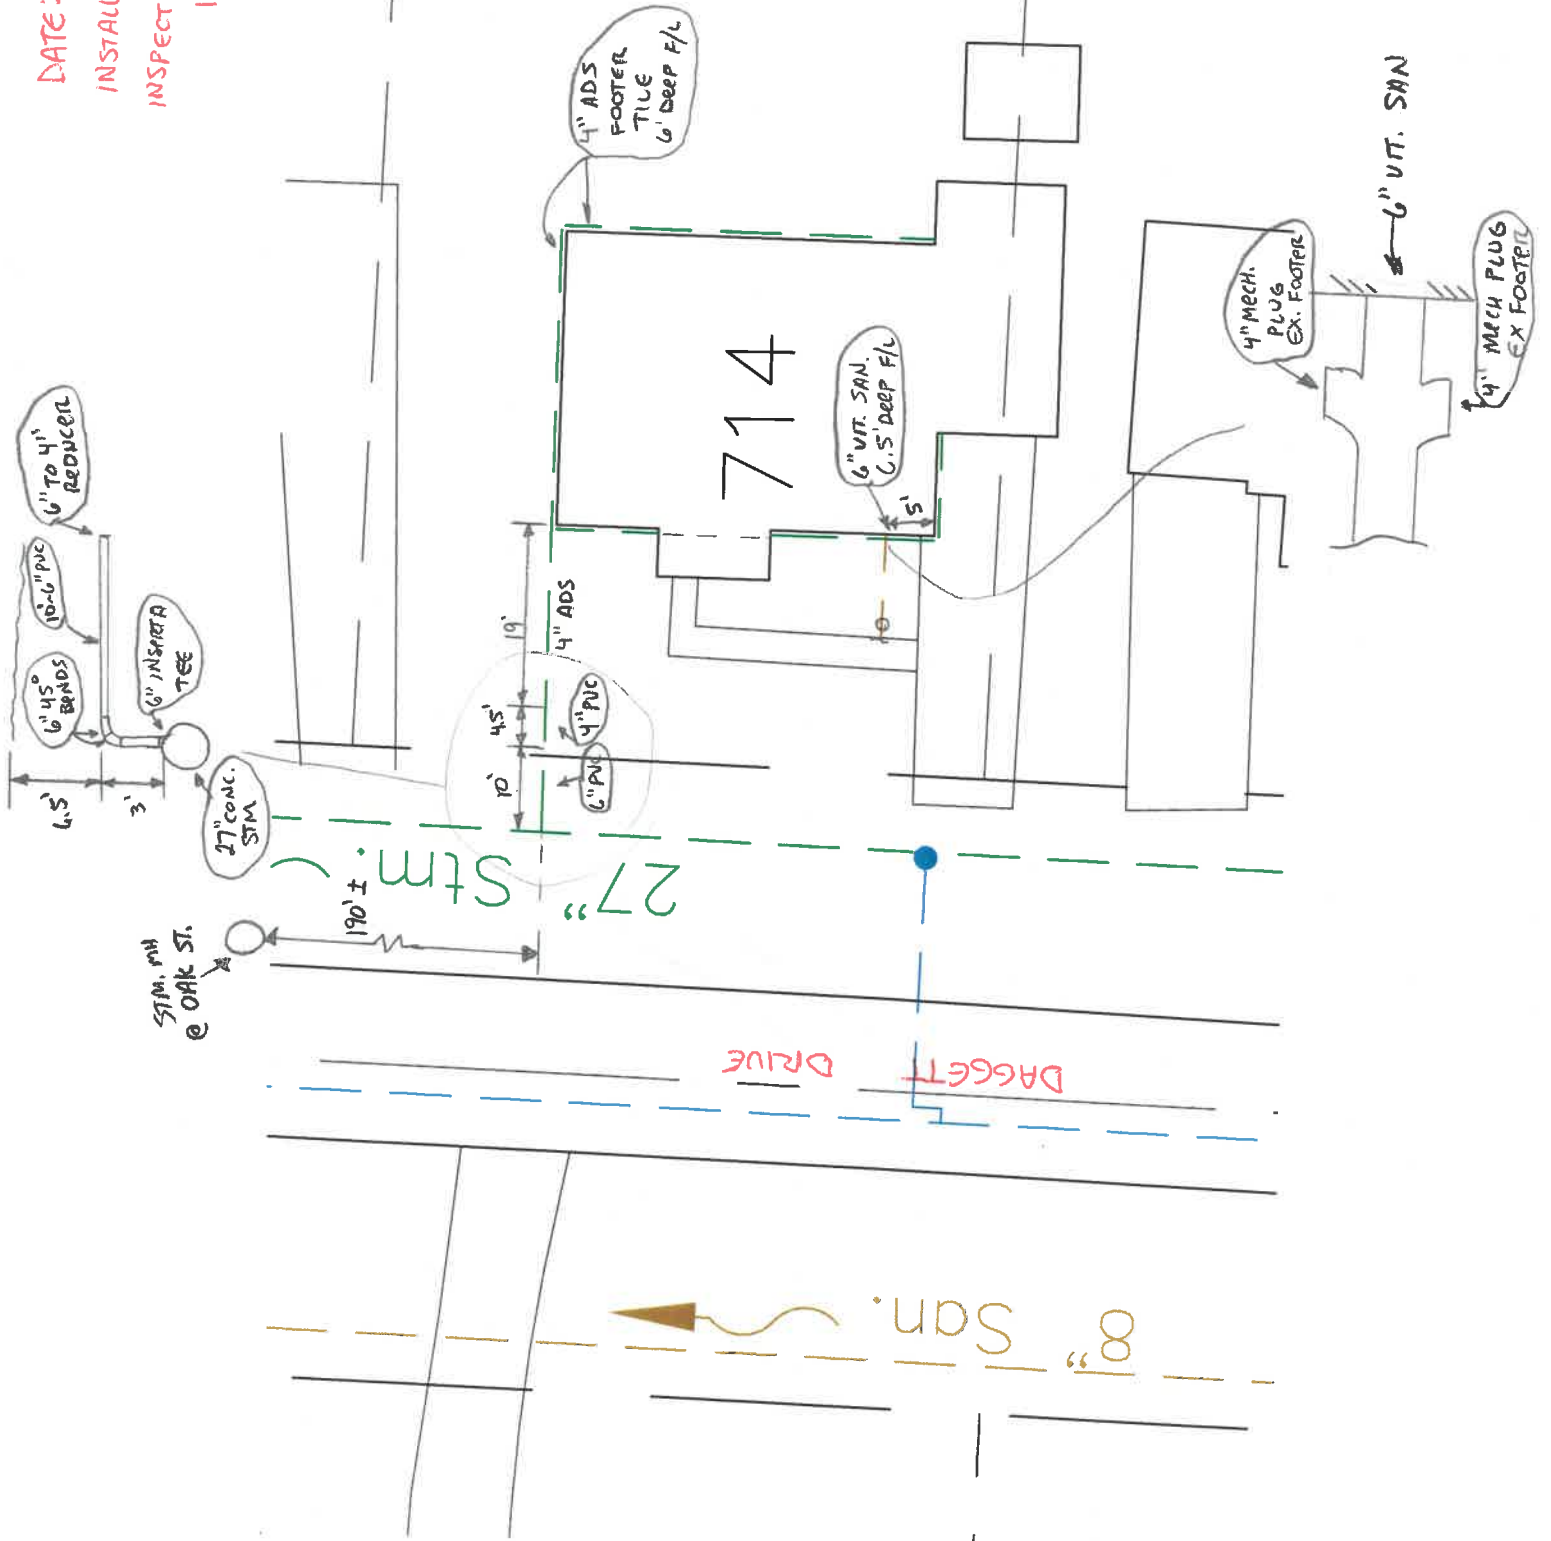 DATE:
INSTALL
INSPECT
4" ADS
FOOTER
TILE
6' DEEP F/L
6" TO 4"
REDUCER
10'-6" PVC
6" 45°
BENDS
6" INSERTA
TEE
27" CONC.
STM
3'
STM. MH
@ OAK ST.
190' ±
27" Stm.
10'
4.5'
19'
4" ADS
4" PVC
6" PVC
714
6" VIT. SAN.
6.5' DEEP F/L
5'
4" MECH.
PLUG
EX. FOOTER
6" VIT. SAN
4" MECH PLUG
EX FOOTER
DAGGETT DRIVE
8" San.